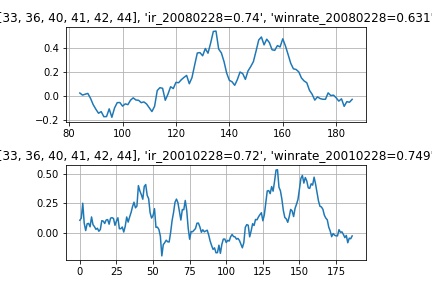 [33, 36, 40, 41, 42, 44], 'ir_20080228=0.74', 'winrate_20080228=0.631'
0.4
0.2
0.0
−0.2
80 100 120 140 160 180
[33, 36, 40, 41, 42, 44], 'ir_20010228=0.72', 'winrate_20010228=0.749'
0.50
0.25
0.00
0 25 50 75 100 125 150 175